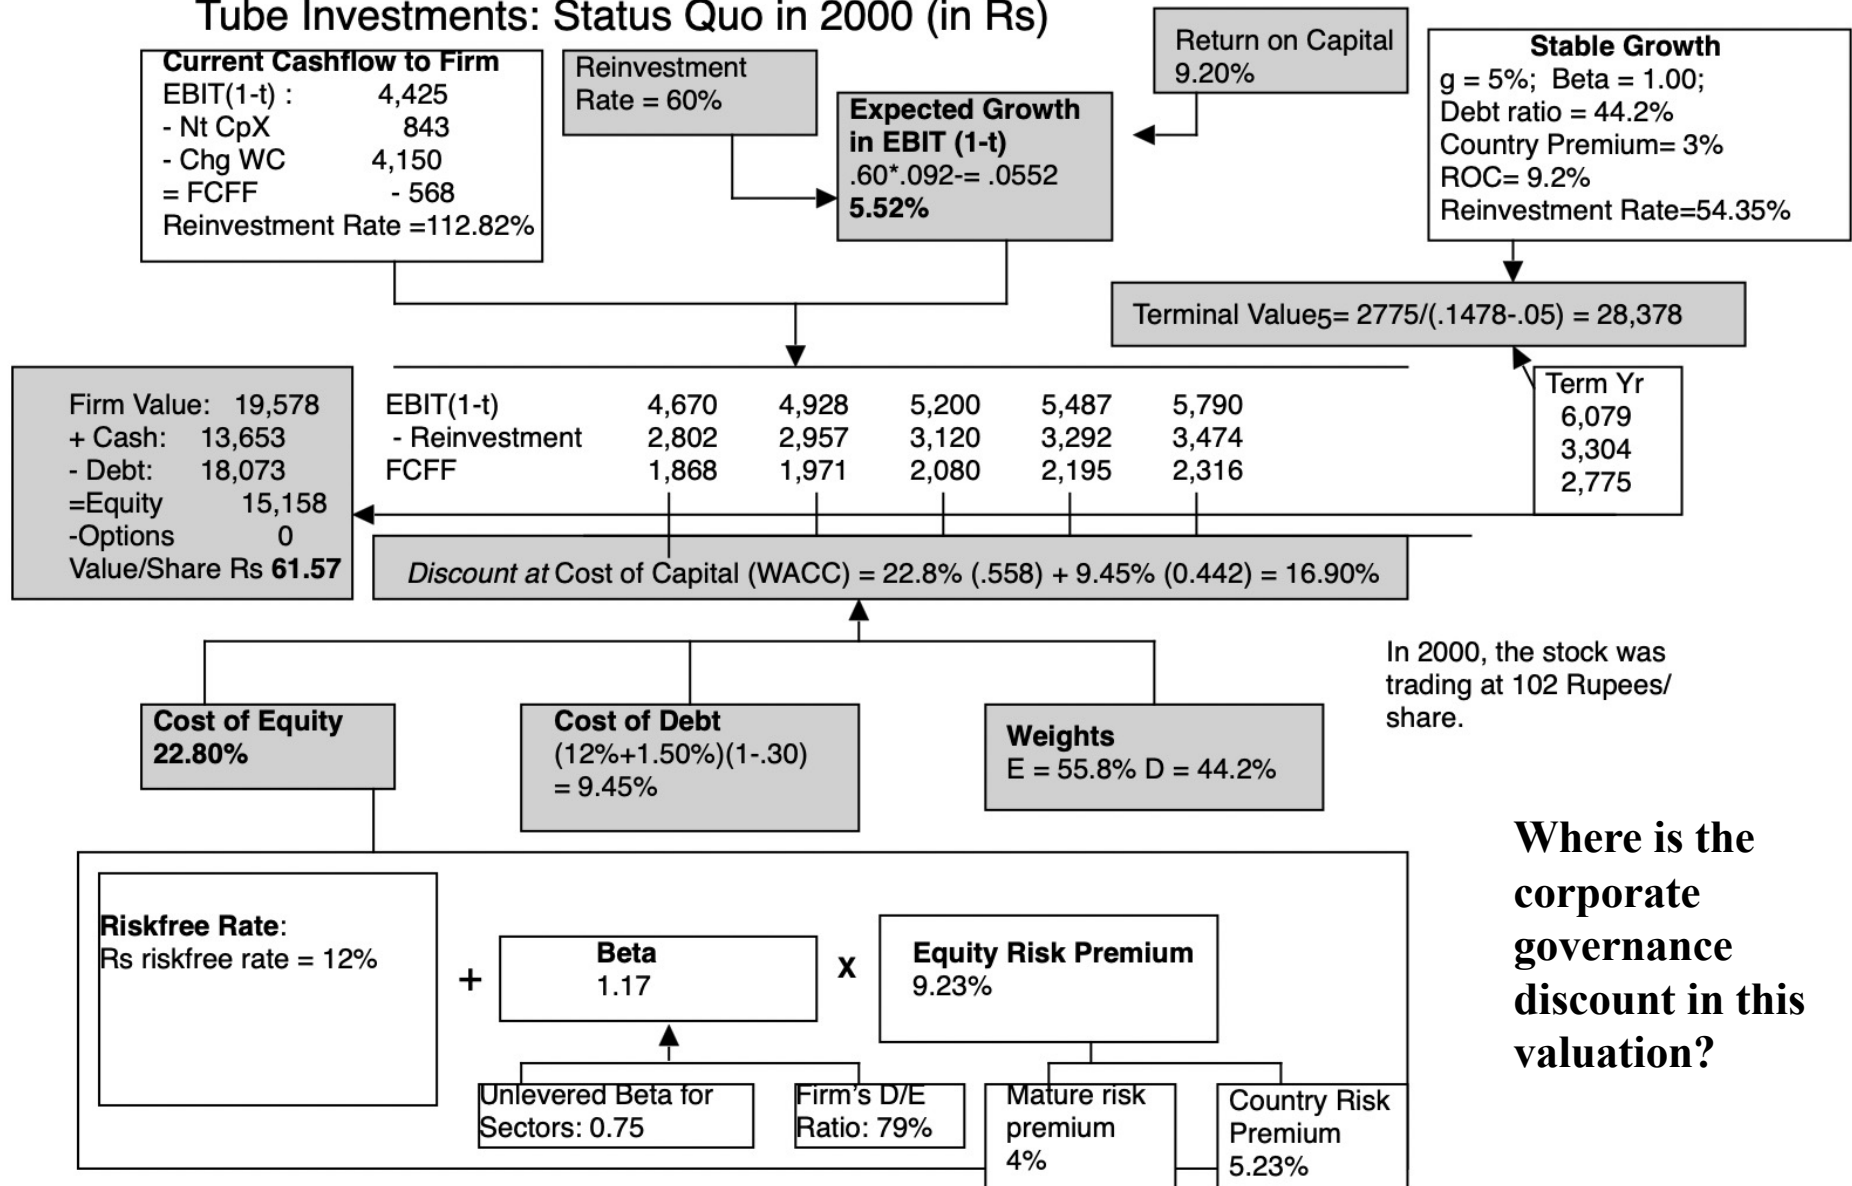 Tube Investments: Status Quo in 2000 (in Rs)
Current Cashflow to Firm
EBIT(1-t) : 4,425
- Nt CpX 843
- Chg WC 4,150
= FCFF - 568
Reinvestment Rate =112.82%
Reinvestment
Rate = 60%
Expected Growth
in EBIT (1-t)
.60*.092-= .0552
5.52%
Return on Capital
9.20%
Stable Growth
g = 5%; Beta = 1.00;
Debt ratio = 44.2%
Country Premium= 3%
ROC= 9.2%
Reinvestment Rate=54.35%
Terminal Value5= 2775/(.1478-.05) = 28,378
Firm Value: 19,578
+ Cash: 13,653
- Debt: 18,073
=Equity 15,158
-Options 0
Value/Share Rs 61.57
EBIT(1-t) 4,670 4,928 5,200 5,487 5,790
- Reinvestment 2,802 2,957 3,120 3,292 3,474
FCFF 1,868 1,971 2,080 2,195 2,316
Term Yr
6,079
3,304
2,775
Discount at Cost of Capital (WACC) = 22.8% (.558) + 9.45% (0.442) = 16.90%
In 2000, the stock was
trading at 102 Rupees/
share.
Cost of Equity
22.80%
Cost of Debt
(12%+1.50%)(1-.30)
= 9.45%
Weights
E = 55.8% D = 44.2%
Riskfree Rate:
Rs riskfree rate = 12%
+
Beta
1.17
X
Equity Risk Premium
9.23%
Unlevered Beta for
Sectors: 0.75
Firm’s D/E
Ratio: 79%
Mature risk
premium
4%
Country Risk
Premium
5.23%
Where is the
corporate
governance
discount in this
valuation?